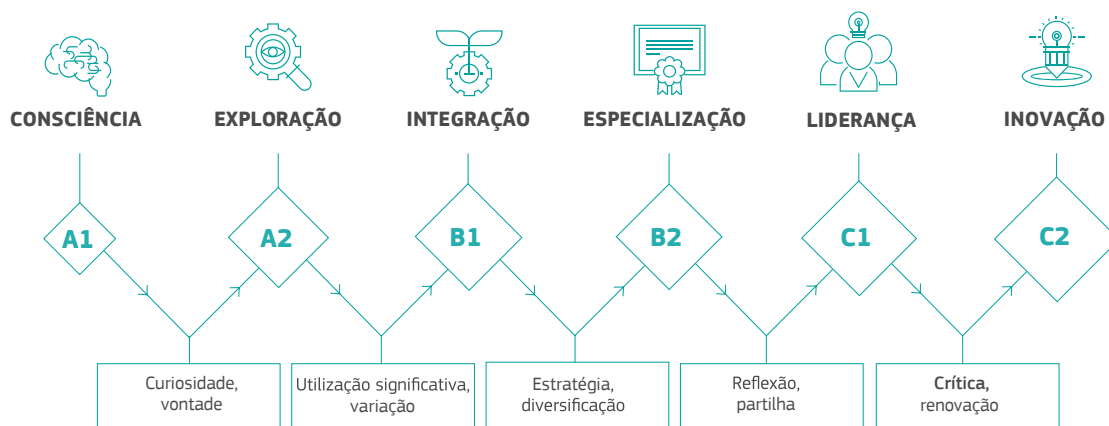 CONSCIÊNCIA
EXPLORAÇÃO
INTEGRAÇÃO
ESPECIALIZAÇÃO
LIDERANÇA
INOVAÇÃO
A1
A2
B1
B2
C1
C2
Curiosidade,
vontade
Utilização significativa,
variação
Estratégia,
diversificação
Reflexão,
partilha
Crítica,
renovação